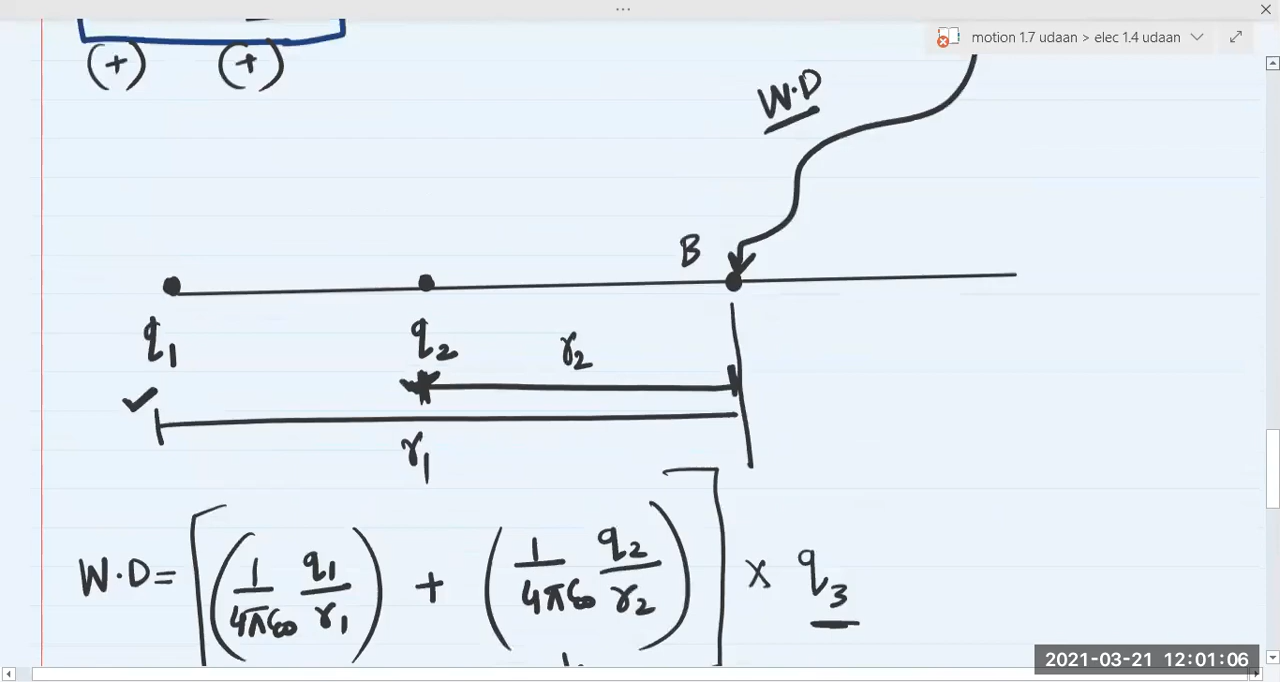 motion 1.7 udaan > elec 1.4 udaan
(+) (+)
W.D
B
q1 q2 r2
r1
W.D = [(1/4πε0 q1/r1) + (1/4πε0 q2/r2)] × q3
2021-03-21 12:01:06